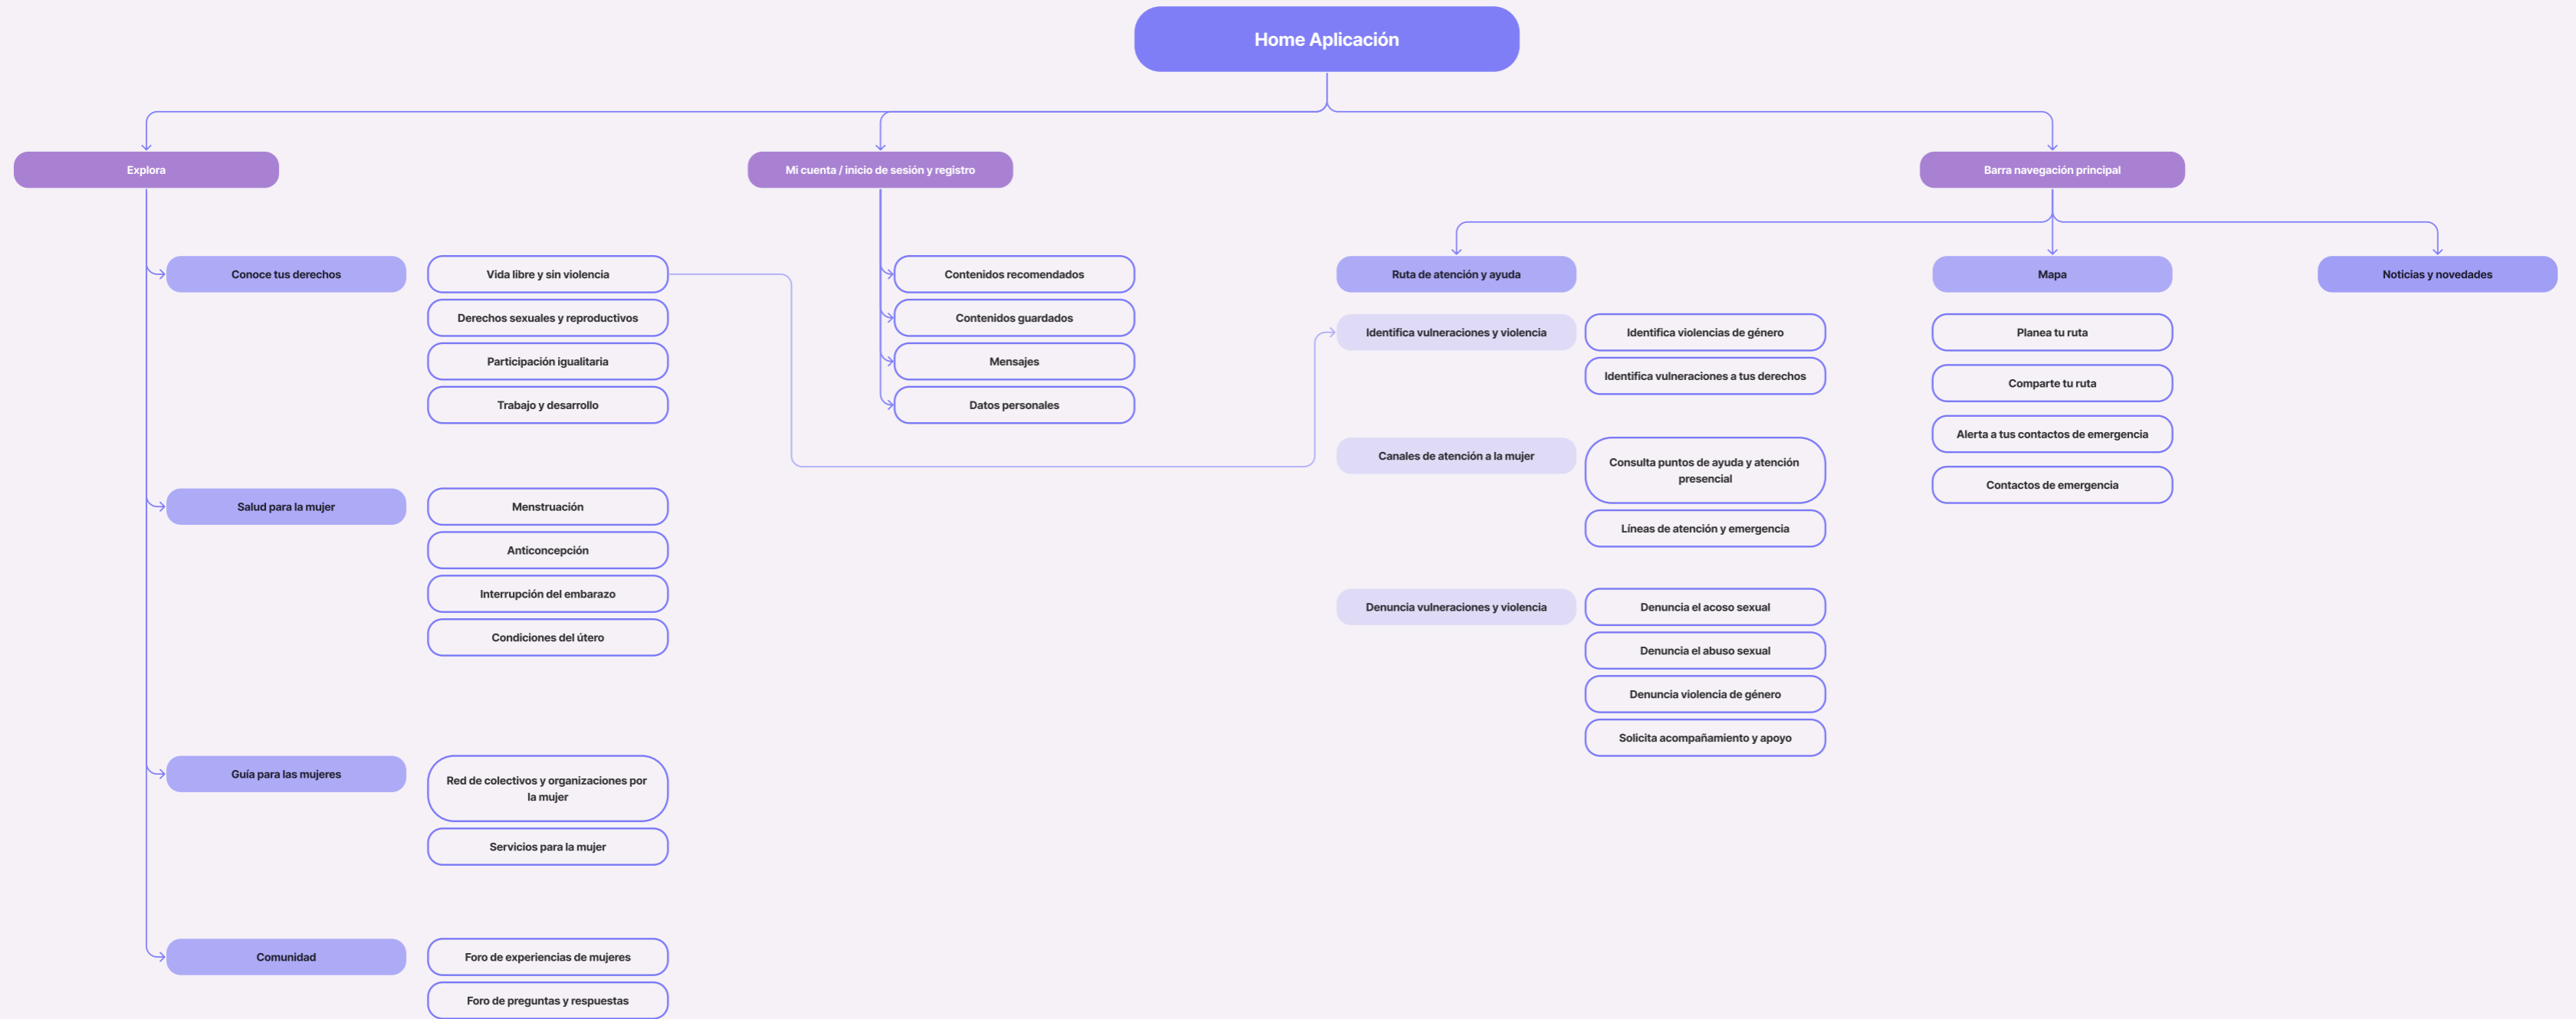 Home Aplicación
Explora
Mi cuenta / inicio de sesión y registro
Barra navegación principal
Conoce tus derechos
Vida libre y sin violencia
Derechos sexuales y reproductivos
Participación igualitaria
Trabajo y desarrollo
Salud para la mujer
Menstruación
Anticoncepción
Interrupción del embarazo
Condiciones del útero
Guía para las mujeres
Red de colectivos y organizaciones por
la mujer
Servicios para la mujer
Comunidad
Foro de experiencias de mujeres
Foro de preguntas y respuestas
Contenidos recomendados
Contenidos guardados
Mensajes
Datos personales
Ruta de atención y ayuda
Identifica vulneraciones y violencia
Identifica violencias de género
Identifica vulneraciones a tus derechos
Canales de atención a la mujer
Consulta puntos de ayuda y atención
presencial
Líneas de atención y emergencia
Denuncia vulneraciones y violencia
Denuncia el acoso sexual
Denuncia el abuso sexual
Denuncia violencia de género
Solicita acompañamiento y apoyo
Mapa
Planea tu ruta
Comparte tu ruta
Alerta a tus contactos de emergencia
Contactos de emergencia
Noticias y novedades